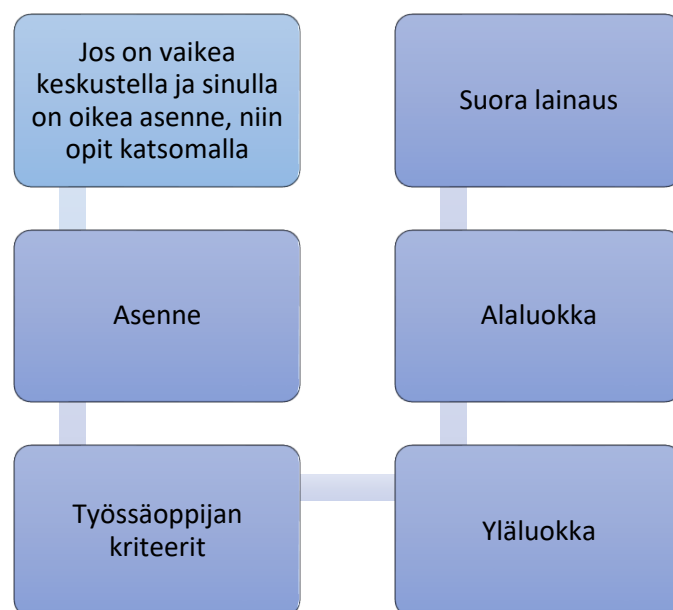 Jos on vaikea
keskustella ja sinulla
on oikea asenne, niin
opit katsomalla
Asenne
Työssäoppijan
kriteerit
Yläluokka
Alaluokka
Suora lainaus